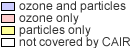 ozone and particles
ozone only
particles only
not covered by CAIR